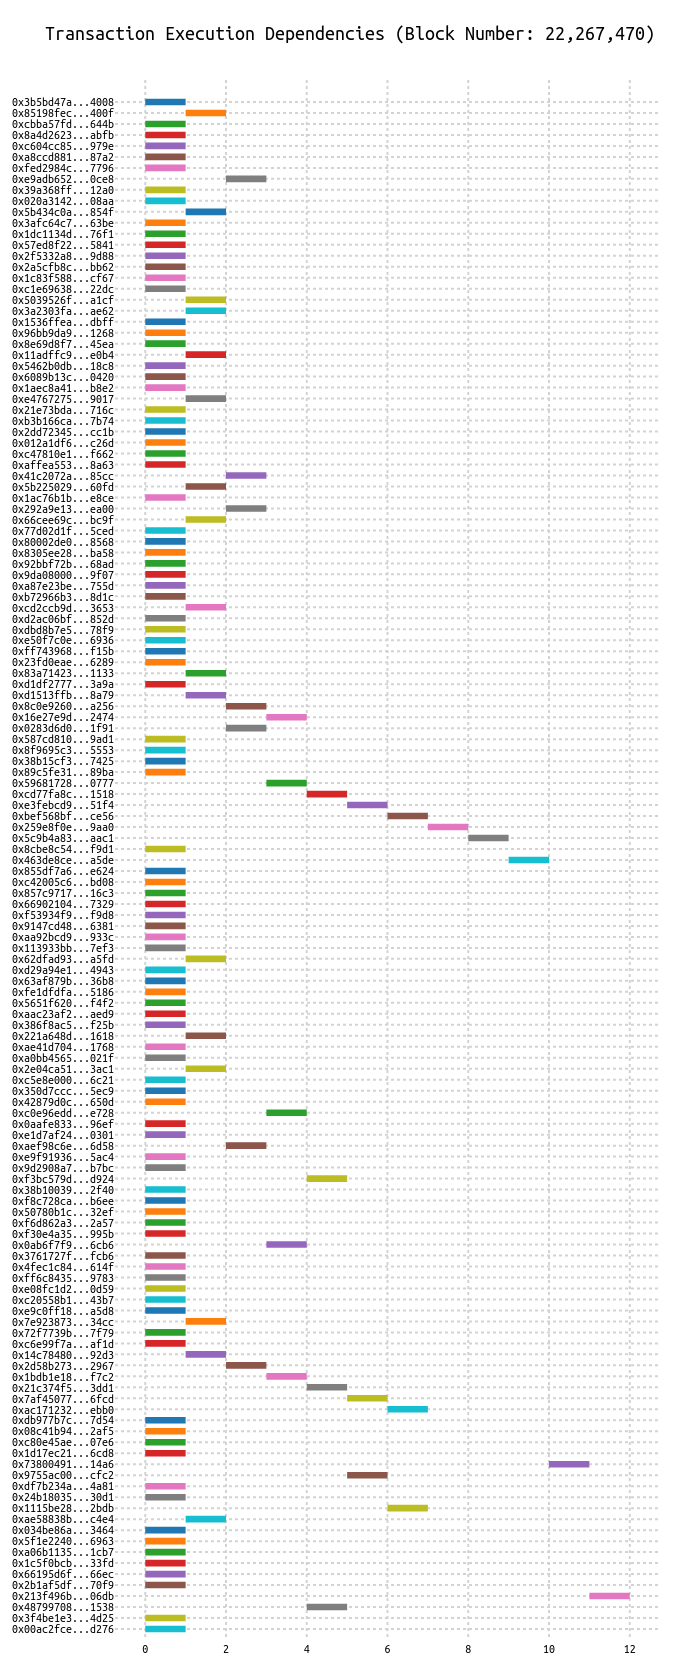 Transaction Execution Dependencies (Block Number: 22,267,470)
0x3b5bd47a...4008
0x85198fec...400f
0xcbba57fd...644b
0x8a4d2623...abfb
0xc604cc85...979e
0xa8ccd881...87a2
0xfed2984c...7796
0xe9adb652...0ce8
0x39a368ff...12a0
0x020a3142...08aa
0x5b434c0a...854f
0x3afc64c7...63be
0x1dc1134d...76f1
0x57ed8f22...5841
0x2f5332a8...9d88
0x2a5cfb8c...bb62
0x1c83f588...cf67
0xc1e69638...22dc
0x5039526f...a1cf
0x3a2303fa...ae62
0x1536ffea...dbff
0x96bb9da9...1268
0x8e69d8f7...45ea
0x11adffc9...e0b4
0x5462b0db...18c8
0x6089b13c...0420
0x1aec8a41...b8e2
0xe4767275...9017
0x21e73bda...716c
0xb3b166ca...7b74
0x2dd72345...cc1b
0x012a1df6...c26d
0xc47810e1...f662
0xaffea553...8a63
0x41c2072a...85cc
0x5b225029...60fd
0x1ac76b1b...e8ce
0x292a9e13...ea00
0x66cee69c...bc9f
0x77d02d1f...5ced
0x80002de0...8568
0x8305ee28...ba58
0x92bbf72b...68ad
0x9da08000...9f07
0xa87e23be...755d
0xb72966b3...8d1c
0xcd2ccb9d...3653
0xd2ac06bf...852d
0xdbd8b7e5...78f9
0xe50f7c0e...6936
0xff743968...f15b
0x23fd0eae...6289
0x83a71423...1133
0xd1df2777...3a9a
0xd1513ffb...8a79
0x8c0e9260...a256
0x16e27e9d...2474
0x0283d6d0...1f91
0x587cd810...9ad1
0x8f9695c3...5553
0x38b15cf3...7425
0x89c5fe31...89ba
0x59681728...0777
0xcd77fa8c...1518
0xe3febcd9...51f4
0xbef568bf...ce56
0x259e8f0e...9aa0
0x5c9b4a83...aac1
0x8cbe8c54...f9d1
0x463de8ce...a5de
0x855df7a6...e624
0xc42005c6...bd08
0x857c9717...16c3
0x66902104...7329
0xf53934f9...f9d8
0x9147cd48...6381
0xaa92bcd9...933c
0x113933bb...7ef3
0x62dfad93...a5fd
0xd29a94e1...4943
0x63af879b...36b8
0xfe1dfdfa...5186
0x5651f620...f4f2
0xaac23af2...aed9
0x386f8ac5...f25b
0x221a648d...1618
0xae41d704...1768
0xa0bb4565...021f
0x2e04ca51...3ac1
0xc5e8e000...6c21
0x350d7ccc...5ec9
0x42879d0c...650d
0xc0e96edd...e728
0x0aafe833...96ef
0xe1d7af24...0301
0xaef98c6e...6d58
0xe9f91936...5ac4
0x9d2908a7...b7bc
0xf3bc579d...d924
0x38b10039...2f40
0xf8c728ca...b6ee
0x50780b1c...32ef
0xf6d862a3...2a57
0xf30e4a35...995b
0x0ab6f7f9...6cb6
0x3761727f...fcb6
0x4fec1c84...614f
0xff6c8435...9783
0xe08fc1d2...0d59
0xc20558b1...43b7
0xe9c0ff18...a5d8
0x7e923873...34cc
0x72f7739b...7f79
0xc6e99f7a...af1d
0x14c78480...92d3
0x2d58b273...2967
0x1bdb1e18...f7c2
0x21c374f5...3dd1
0x7af45077...6fcd
0xac171232...ebb0
0xdb977b7c...7d54
0x08c41b94...2af5
0xc80e45ae...07e6
0x1d17ec21...6cd8
0x73800491...14a6
0x9755ac00...cfc2
0xdf7b234a...4a81
0x24b18035...30d1
0x1115be28...2bdb
0xae58838b...c4e4
0x034be86a...3464
0x5f1e2240...6963
0xa06b1135...1cb7
0x1c5f0bcb...33fd
0x66195d6f...66ec
0x2b1af5df...70f9
0x213f496b...06db
0x48799708...1538
0x3f4be1e3...4d25
0x00ac2fce...d276
0 2 4 6 8 10 12